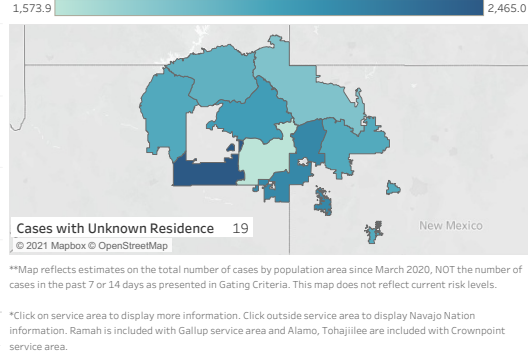 1,573.9 2,465.0
Cases with Unknown Residence 19
© 2021 Mapbox © OpenStreetMap
New Mexico
**Map reflects estimates on the total number of cases by population area since March 2020, NOT the number of
cases in the past 7 or 14 days as presented in Gating Criteria. This map does not reflect current risk levels.
*Click on service area to display more information. Click outside service area to display Navajo Nation
information. Ramah is included with Gallup service area and Alamo, Tohajiilee are included with Crownpoint
service area.